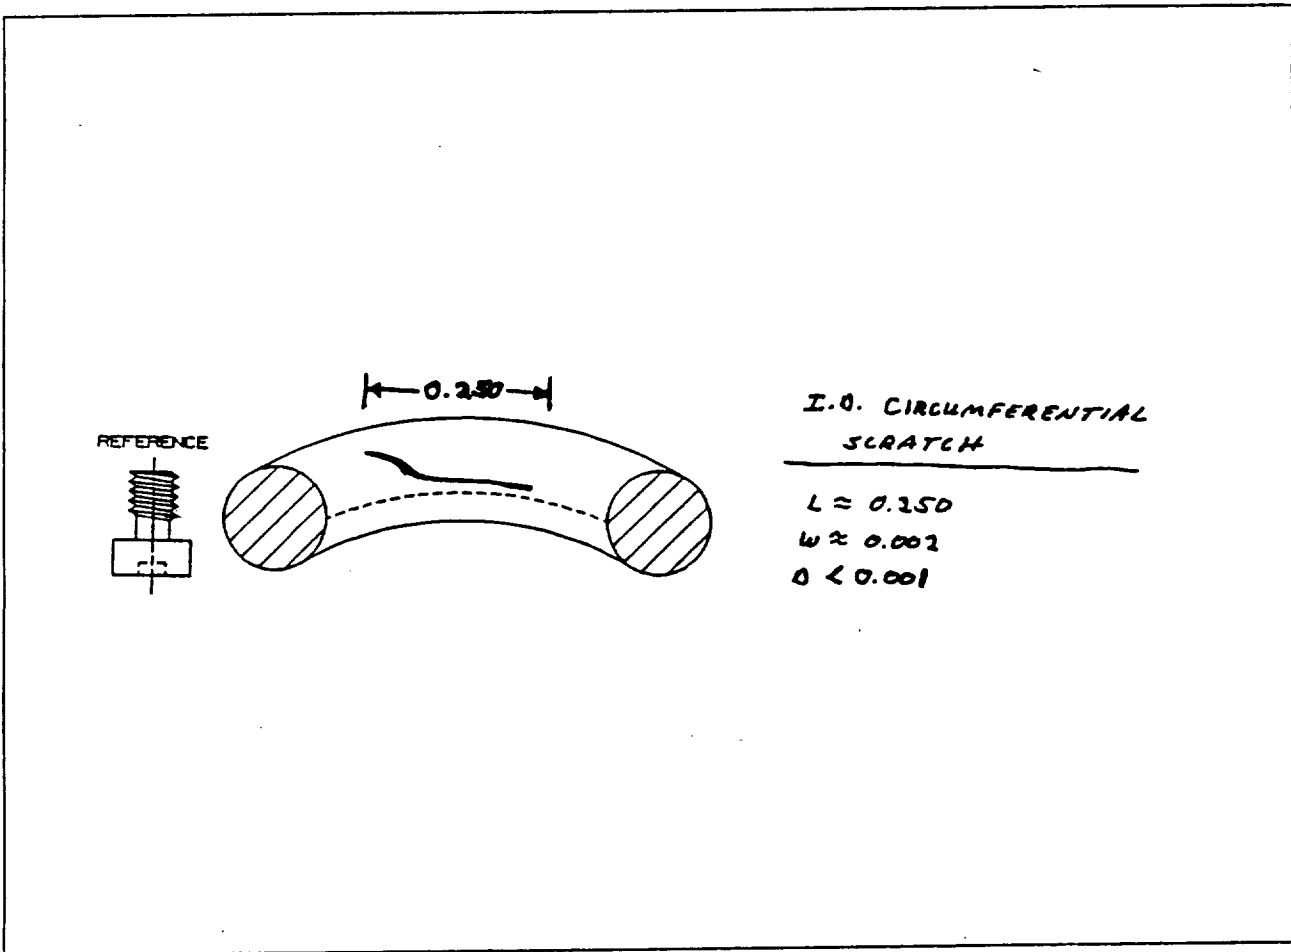 0.250
REFERENCE
I.D. CIRCUMFERENTIAL
SCRATCH
L ≈ 0.250
W ≈ 0.002
D < 0.001